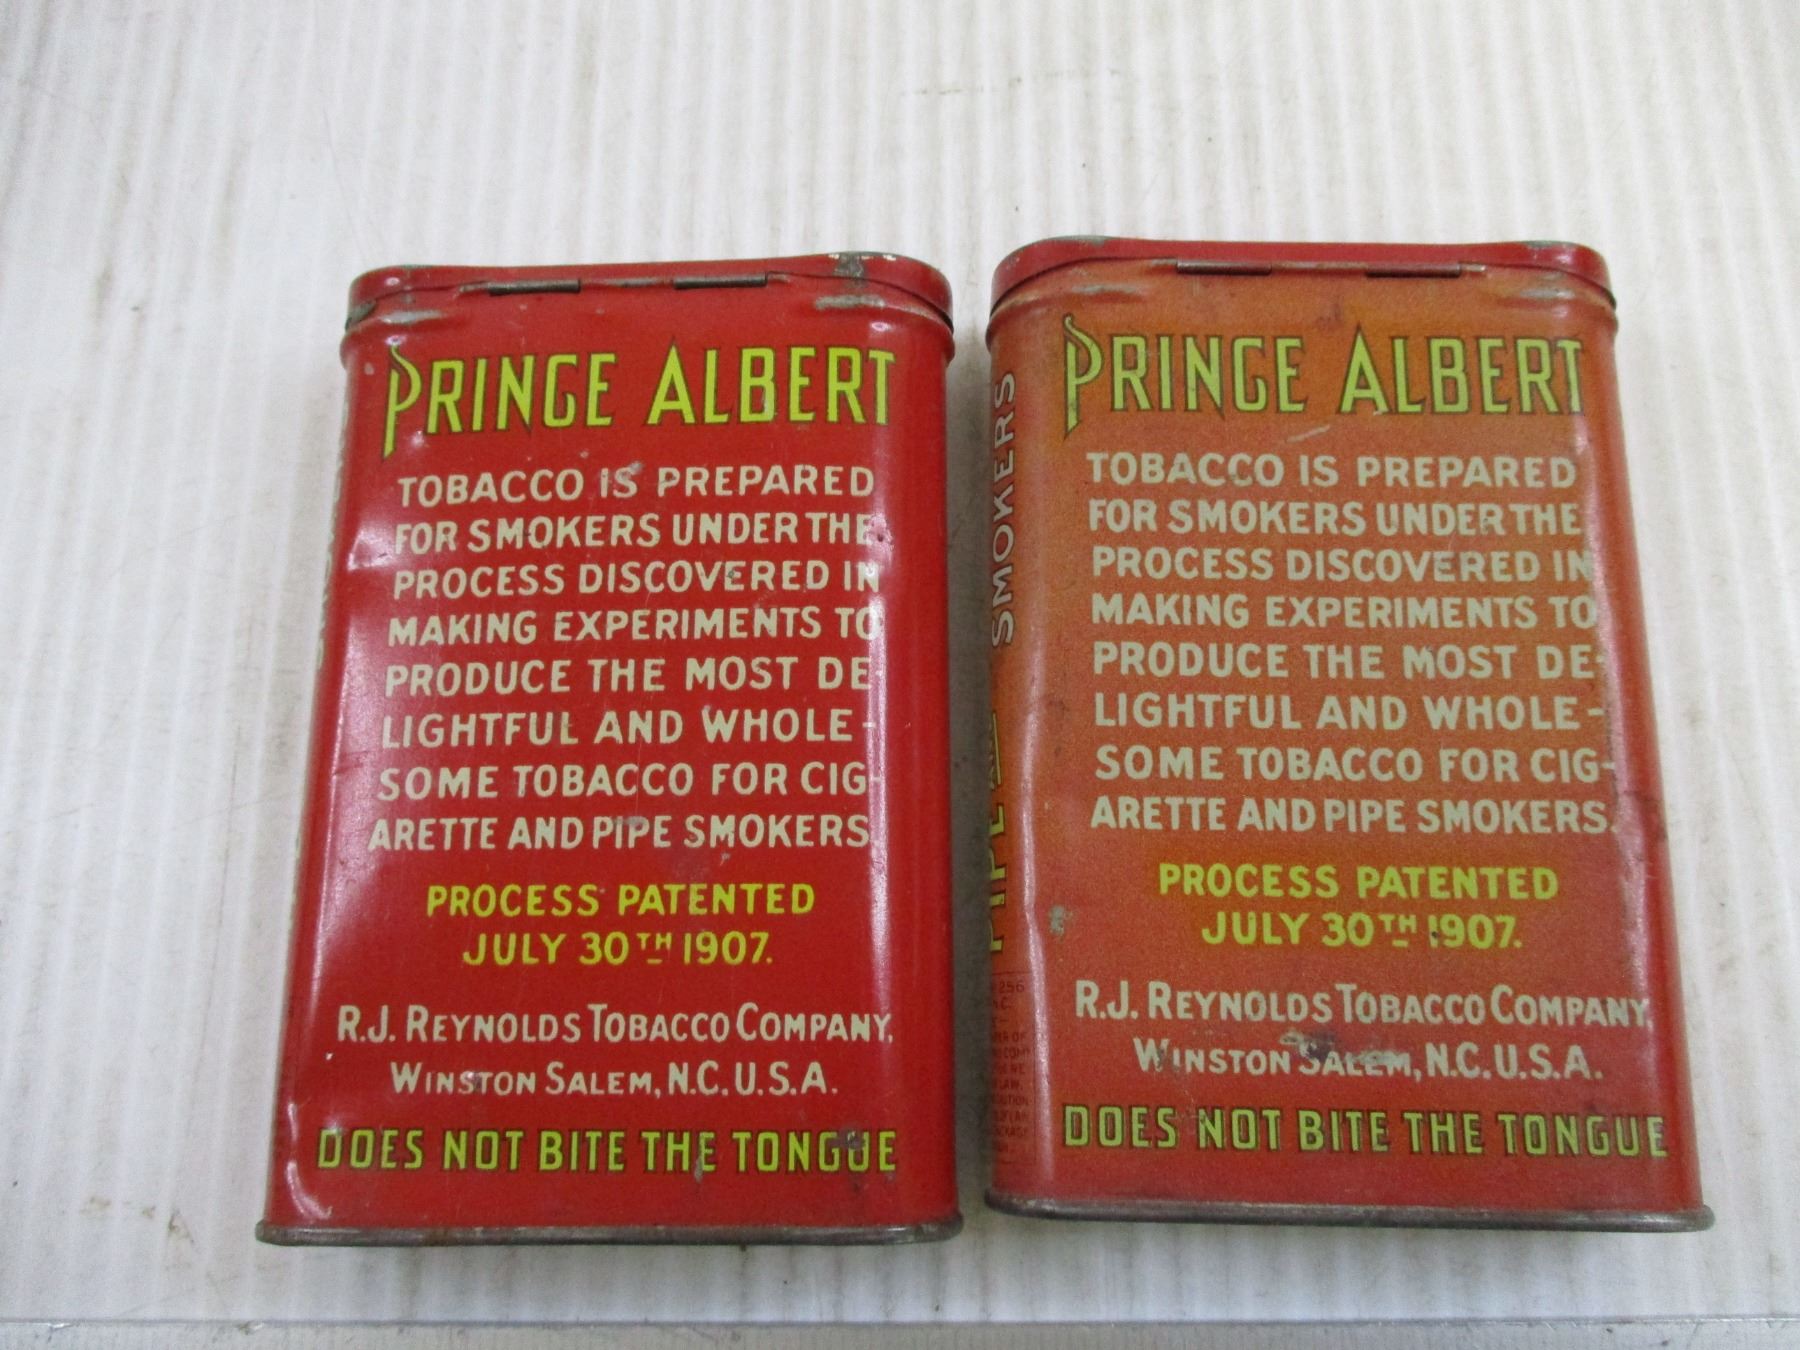 PRINCE ALBERT
TOBACCO IS PREPARED
FOR SMOKERS UNDER THE
PROCESS DISCOVERED IN
MAKING EXPERIMENTS TO
PRODUCE THE MOST DE-
LIGHTFUL AND WHOLE-
SOME TOBACCO FOR CIG-
ARETTE AND PIPE SMOKERS.
PROCESS PATENTED
JULY 30TH 1907.
R.J. REYNOLDS TOBACCO COMPANY,
WINSTON SALEM, N.C. U.S.A.
DOES NOT BITE THE TONGUE
PIPE AND SMOKERS
256
PRINCE ALBERT
TOBACCO IS PREPARED
FOR SMOKERS UNDER THE
PROCESS DISCOVERED IN
MAKING EXPERIMENTS TO
PRODUCE THE MOST DE-
LIGHTFUL AND WHOLE-
SOME TOBACCO FOR CIG-
ARETTE AND PIPE SMOKERS.
PROCESS PATENTED
JULY 30TH 1907.
R.J. REYNOLDS TOBACCO COMPANY,
WINSTON SALEM, N.C. U.S.A.
DOES NOT BITE THE TONGUE